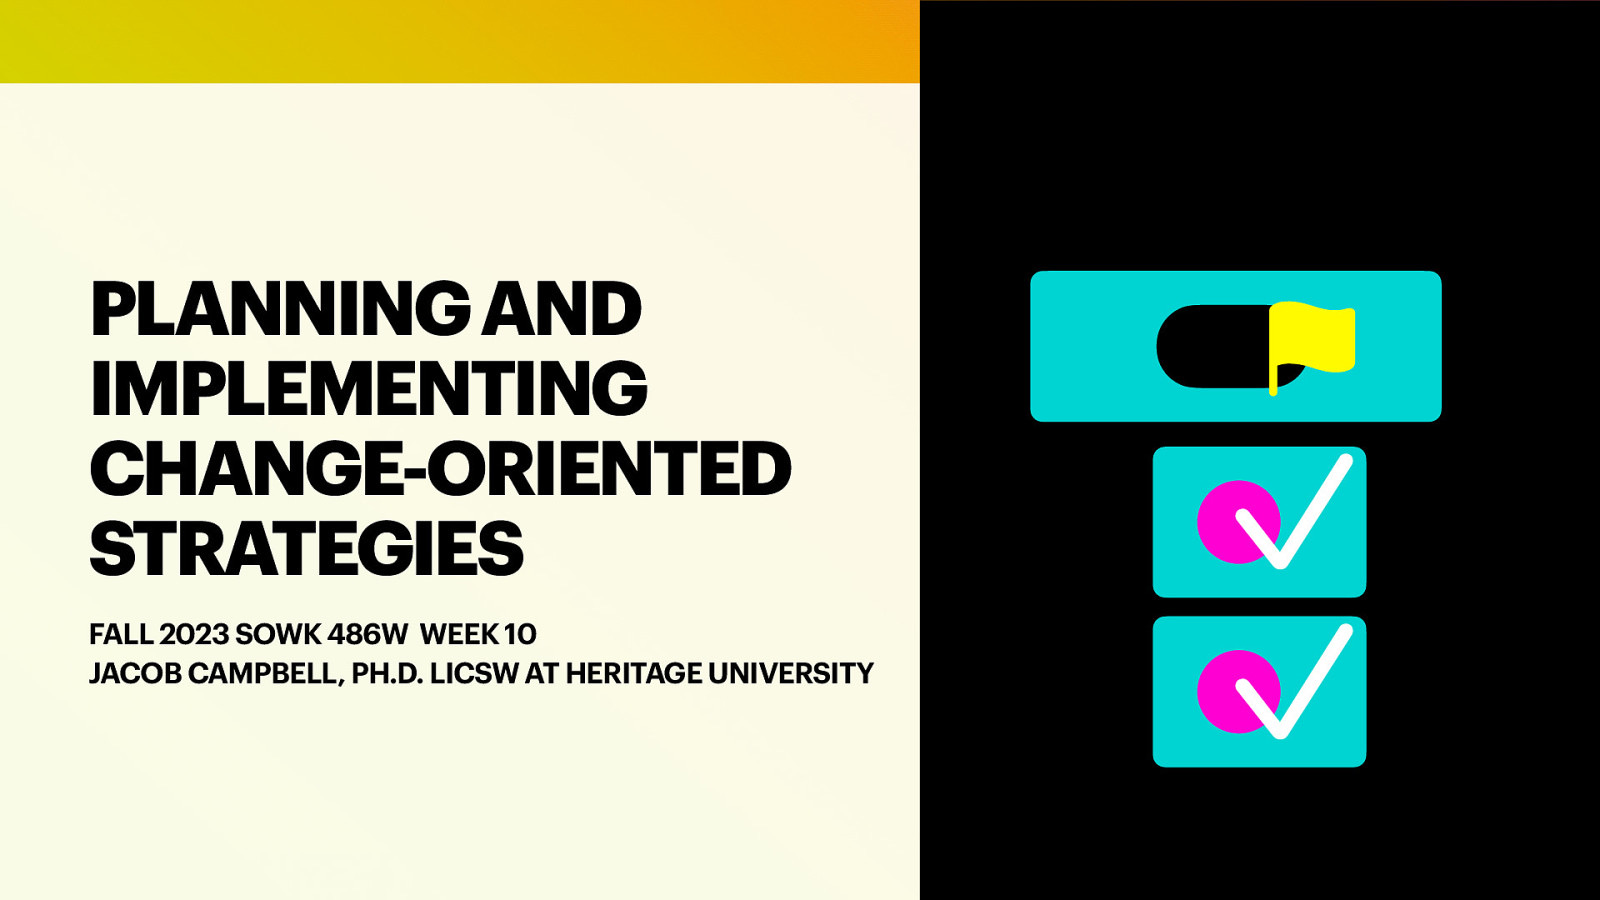 PLANNING AND
IMPLEMENTING
CHANGE-ORIENTED
STRATEGIES
FALL 2023 SOWK 486W WEEK 10
JACOB CAMPBELL, PH.D. LICSW AT HERITAGE UNIVERSITY